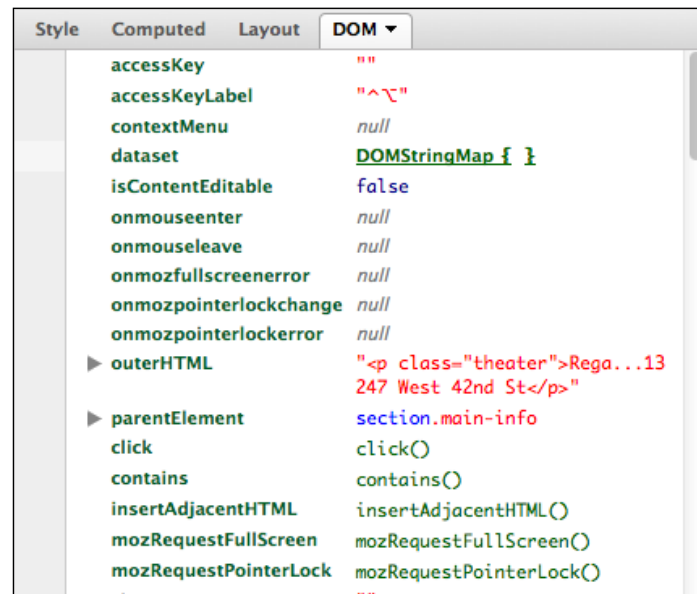 Style Computed Layout DOM ▼
accessKey ""
accessKeyLabel "^⌥"
contextMenu null
dataset DOMStringMap { }
isContentEditable false
onmouseenter null
onmouseleave null
onmozfullscreenerror null
onmozpointerlockchange null
onmozpointerlockerror null
outerHTML "<p class="theater">Rega...13
247 West 42nd St</p>"
parentElement section.main-info
click click()
contains contains()
insertAdjacentHTML insertAdjacentHTML()
mozRequestFullScreen mozRequestFullScreen()
mozRequestPointerLock mozRequestPointerLock()